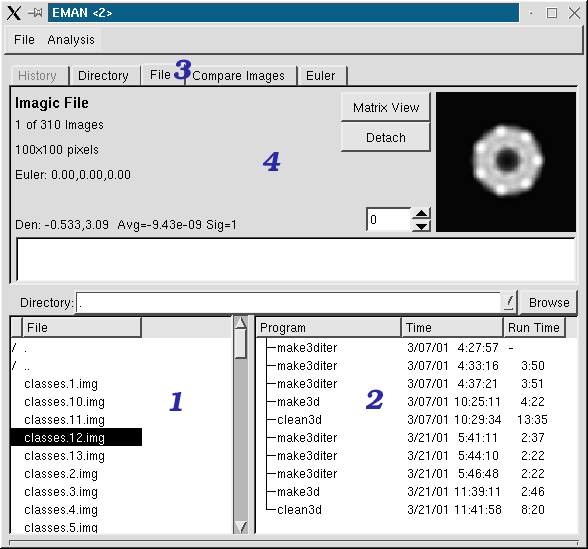 EMAN <2>
File Analysis
History Directory File 3 Compare Images Euler
Imagic File
1 of 310 Images
100x100 pixels
Euler: 0.00,0.00,0.00
Den: -0.533,3.09 Avg=-9.43e-09 Sig=1
4
Matrix View
Detach
0
Directory: . Browse
File
/ .
/ ..
classes.1.img
classes.10.img
classes.11.img
classes.12.img
classes.13.img
classes.2.img
classes.3.img
classes.4.img
classes.5.img
1
Program Time Run Time
make3diter 3/07/01 4:27:57 -
make3diter 3/07/01 4:33:16 3:50
make3diter 3/07/01 4:37:21 3:51
make3d 3/07/01 10:25:11 4:22
clean3d 3/07/01 10:29:34 13:35
make3diter 3/21/01 5:41:11 2:37
make3diter 3/21/01 5:44:10 2:22
make3diter 3/21/01 5:46:48 2:22
make3d 3/21/01 11:39:11 2:46
clean3d 3/21/01 11:41:58 8:20
2